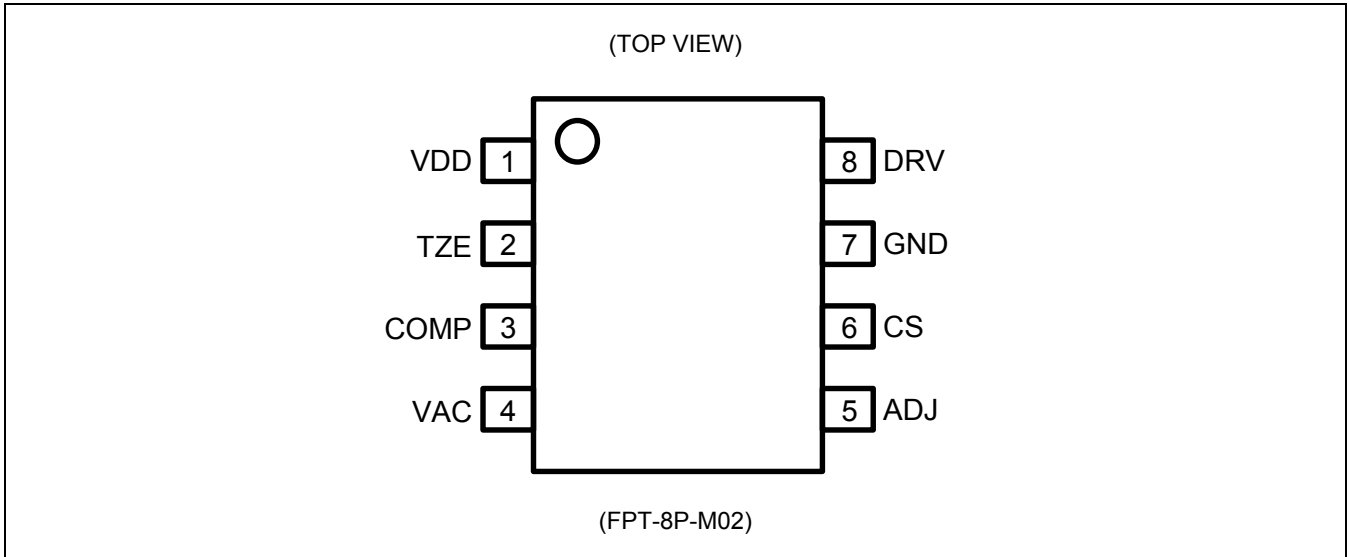 (TOP VIEW)
VDD 1 8 DRV
TZE 2 7 GND
COMP 3 6 CS
VAC 4 5 ADJ
(FPT-8P-M02)